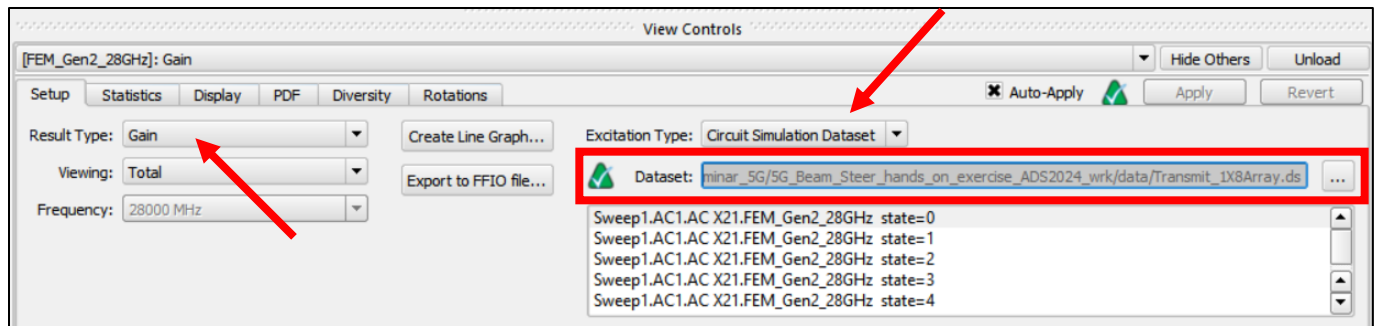 View Controls
[FEM_Gen2_28GHz]: Gain
Hide Others
Unload
Setup
Statistics
Display
PDF
Diversity
Rotations
Auto-Apply
Apply
Revert
Result Type: Gain
Create Line Graph...
Excitation Type: Circuit Simulation Dataset
Viewing: Total
Export to FFIO file...
Dataset: minar_5G/5G_Beam_Steer_hands_on_exercise_ADS2024_wrk/data/Transmit_1X8Array.ds
...
Frequency: 28000 MHz
Sweep1.AC1.AC X21.FEM_Gen2_28GHz state=0
Sweep1.AC1.AC X21.FEM_Gen2_28GHz state=1
Sweep1.AC1.AC X21.FEM_Gen2_28GHz state=2
Sweep1.AC1.AC X21.FEM_Gen2_28GHz state=3
Sweep1.AC1.AC X21.FEM_Gen2_28GHz state=4